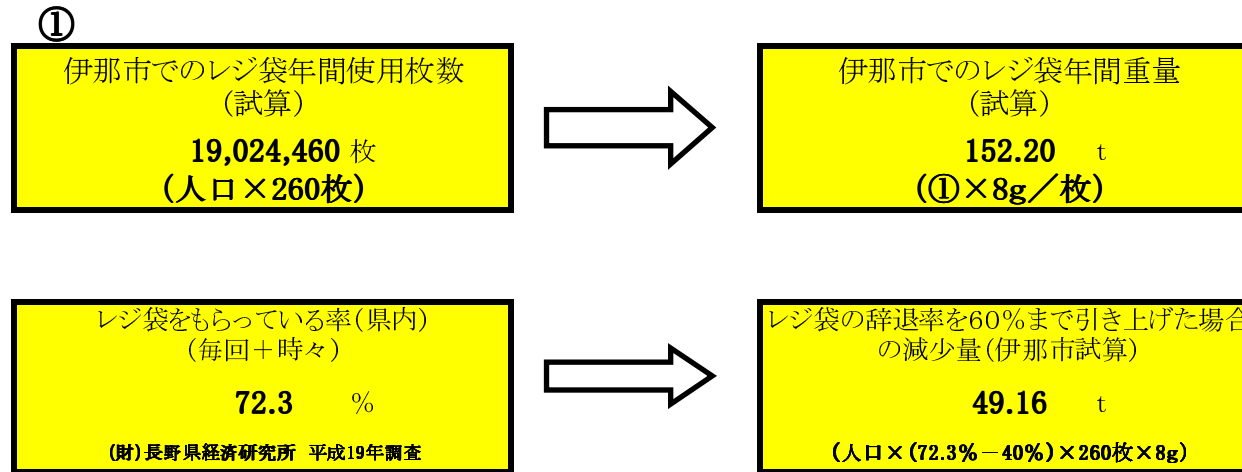 ①
伊那市でのレジ袋年間使用枚数
(試算)
19,024,460 枚
(人口×260枚)
伊那市でのレジ袋年間重量
(試算)
152.20 t
(①×8g/枚)
レジ袋をもらっている率(県内)
(毎回+時々)
72.3 %
(財)長野県経済研究所 平成19年調査
レジ袋の辞退率を60%まで引き上げた場合
の減少量(伊那市試算)
49.16 t
(人口×(72.3%-40%)×260枚×8g)